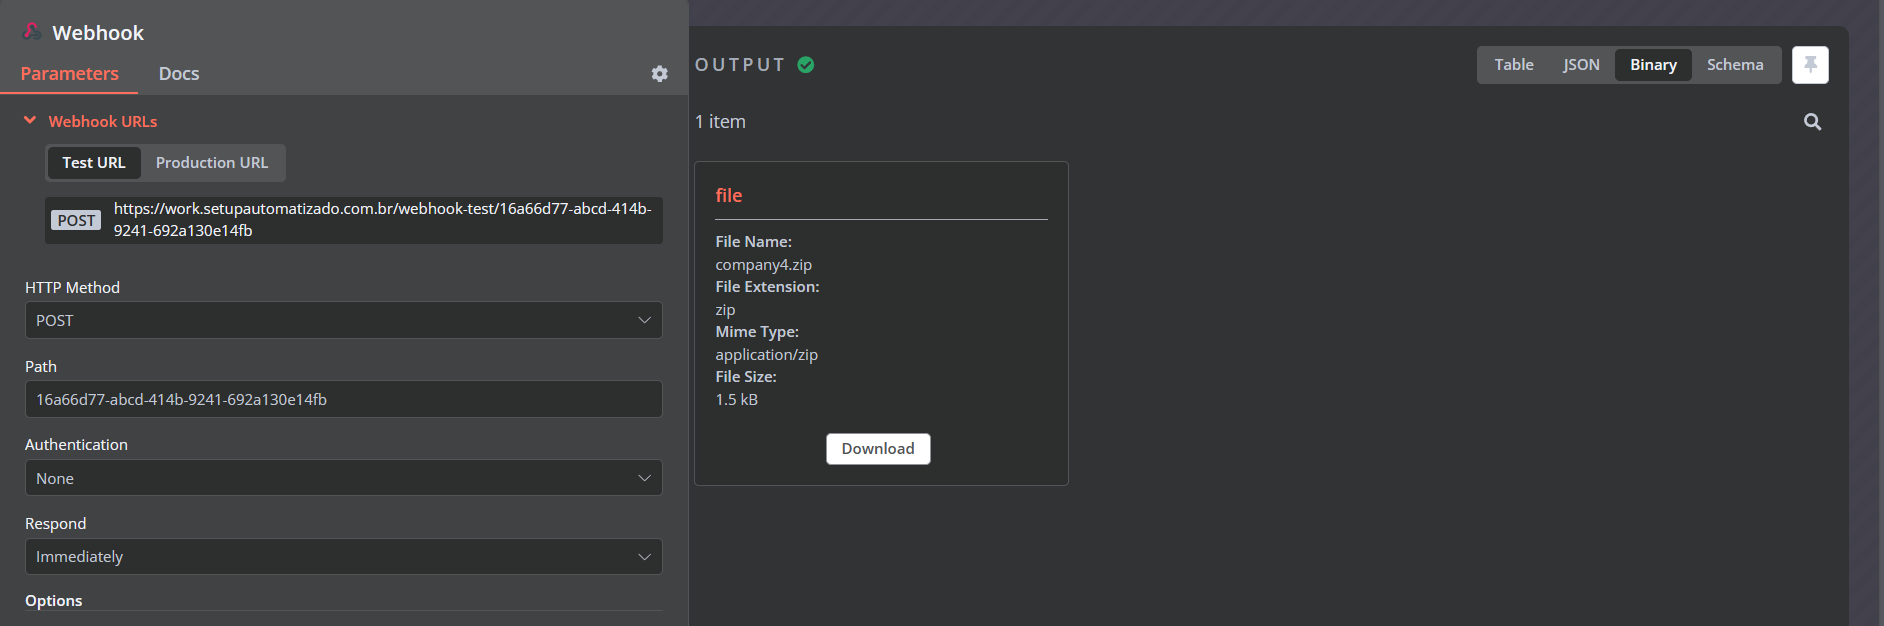 Webhook
Parameters
Docs
Webhook URLs
Test URL
Production URL
POST
https://work.setupautomatizado.com.br/webhook-test/16a66d77-abcd-414b-
9241-692a130e14fb
HTTP Method
POST
Path
16a66d77-abcd-414b-9241-692a130e14fb
Authentication
None
Respond
Immediately
Options
OUTPUT
Table
JSON
Binary
Schema
1 item
file
File Name:
company4.zip
File Extension:
zip
Mime Type:
application/zip
File Size:
1.5 kB
Download